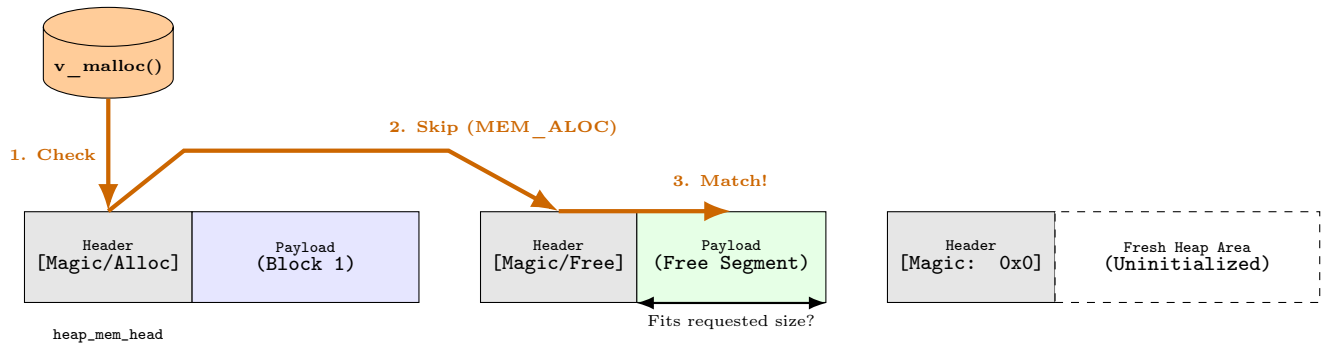 v_malloc()
2. Skip (MEM_ALOC)
1. Check
3. Match!
Header
[Magic/Alloc]
Payload
(Block 1)
Header
[Magic/Free]
Payload
(Free Segment)
Header
[Magic: 0x0]
Fresh Heap Area
(Uninitialized)
Fits requested size?
heap_mem_head